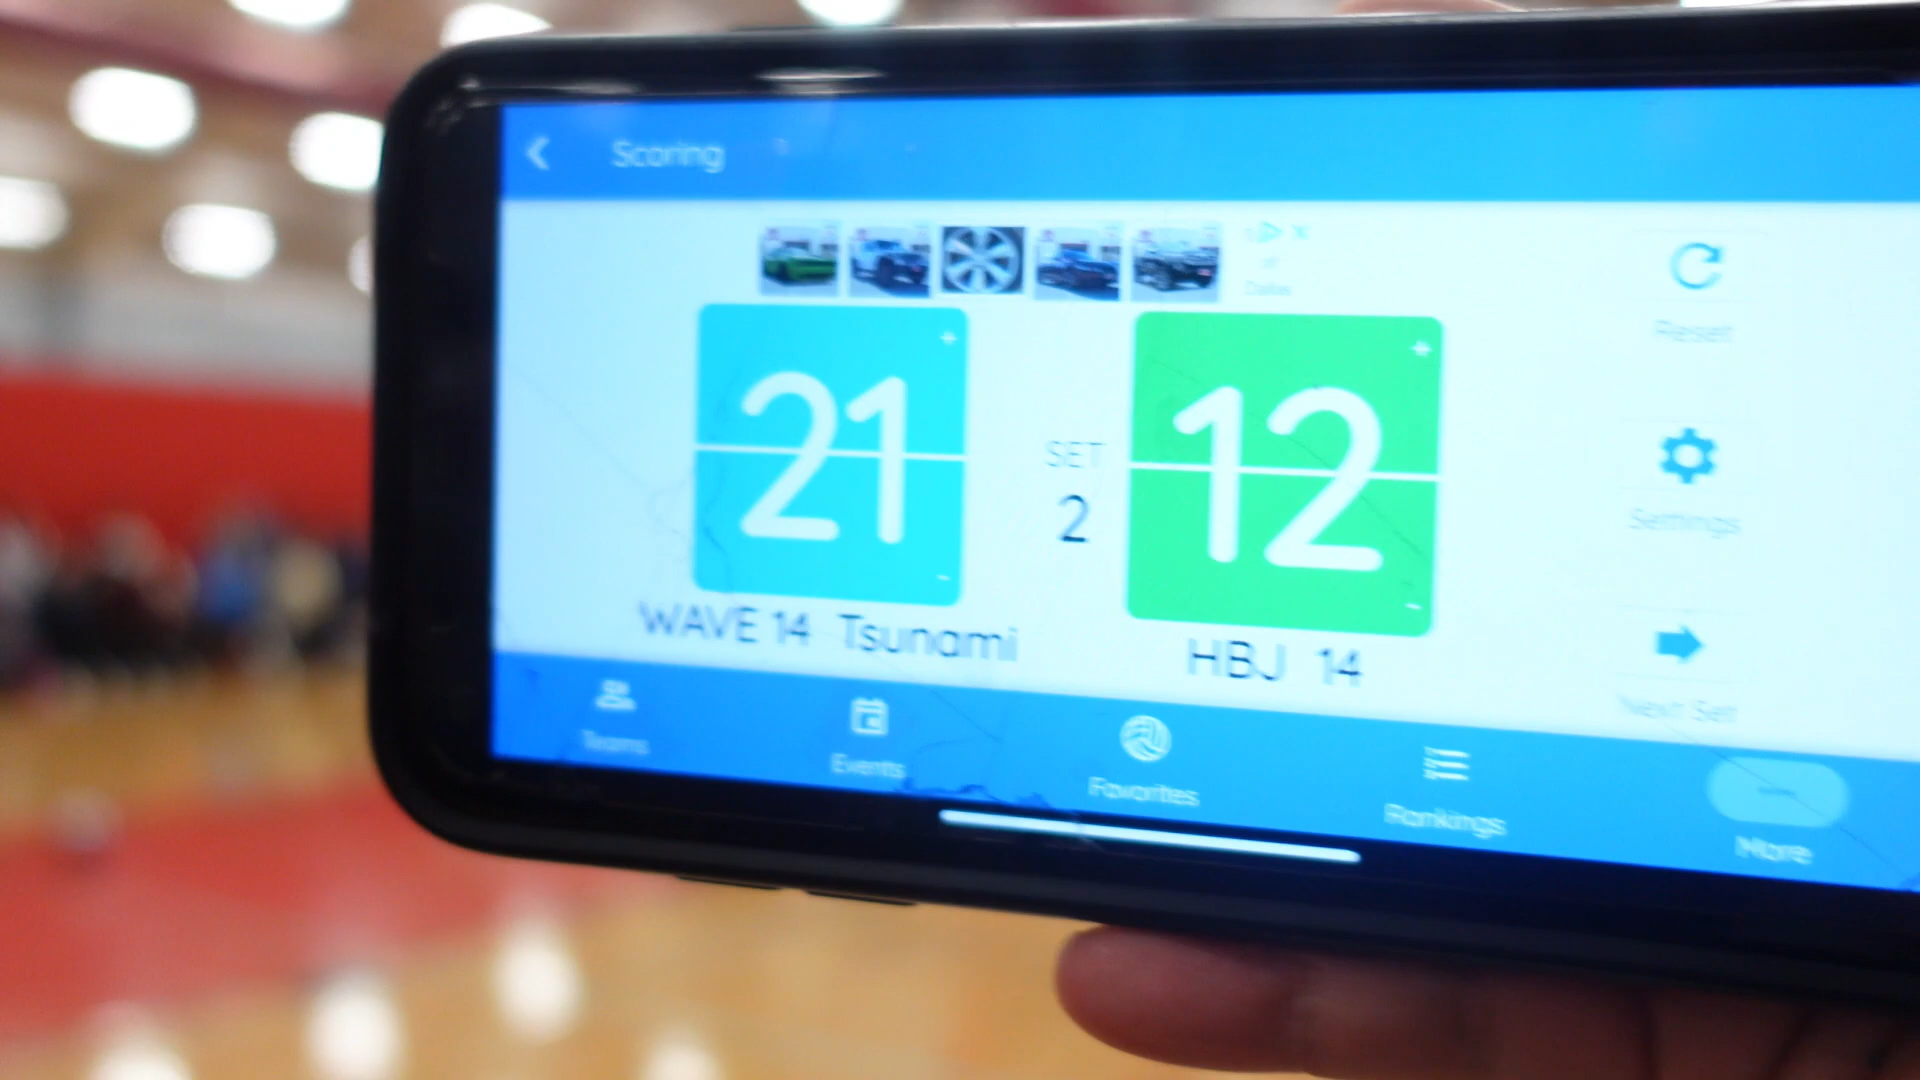 Scoring
Reset
21
12
SET
2
Settings
WAVE 14 Tsunami
HBJ 14
Next Set
Teams
Events
Favorites
Rankings
More